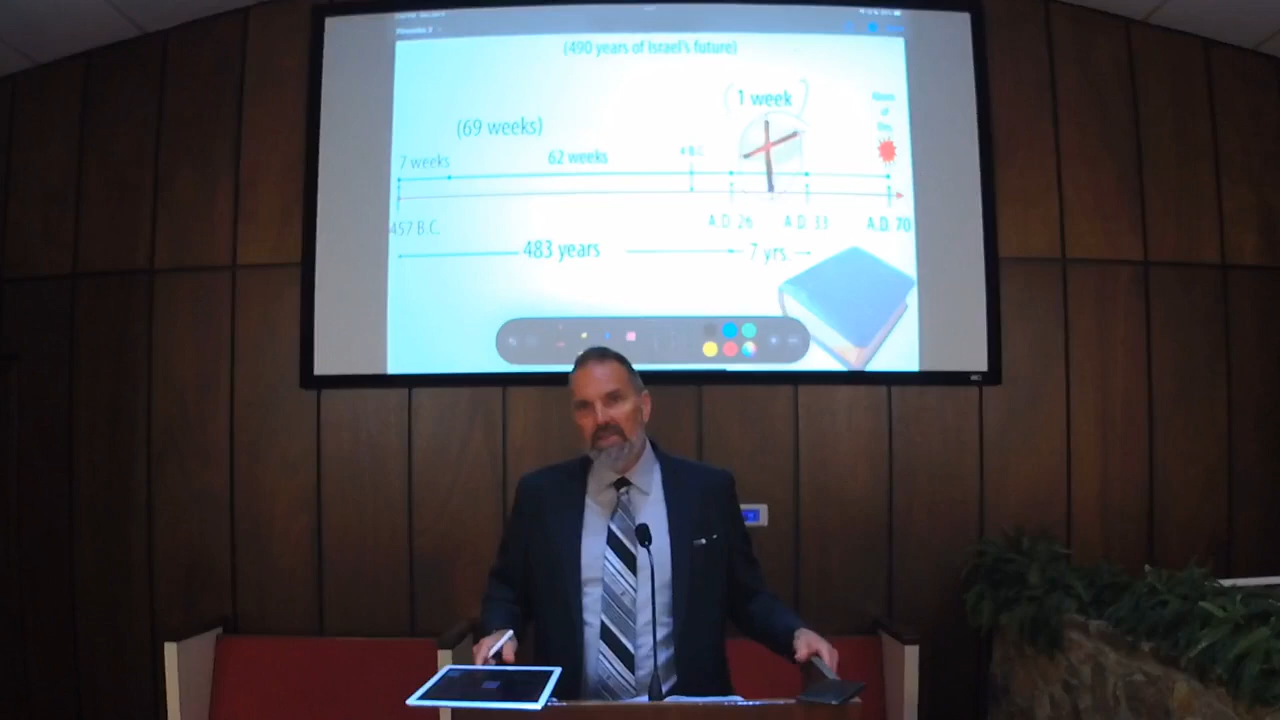 (490 years of Israel's future)
1 week
(69 weeks)
7 weeks
62 weeks
457 B.C.
A.D. 26
A.D. 33
A.D. 70
483 years
7 yrs.